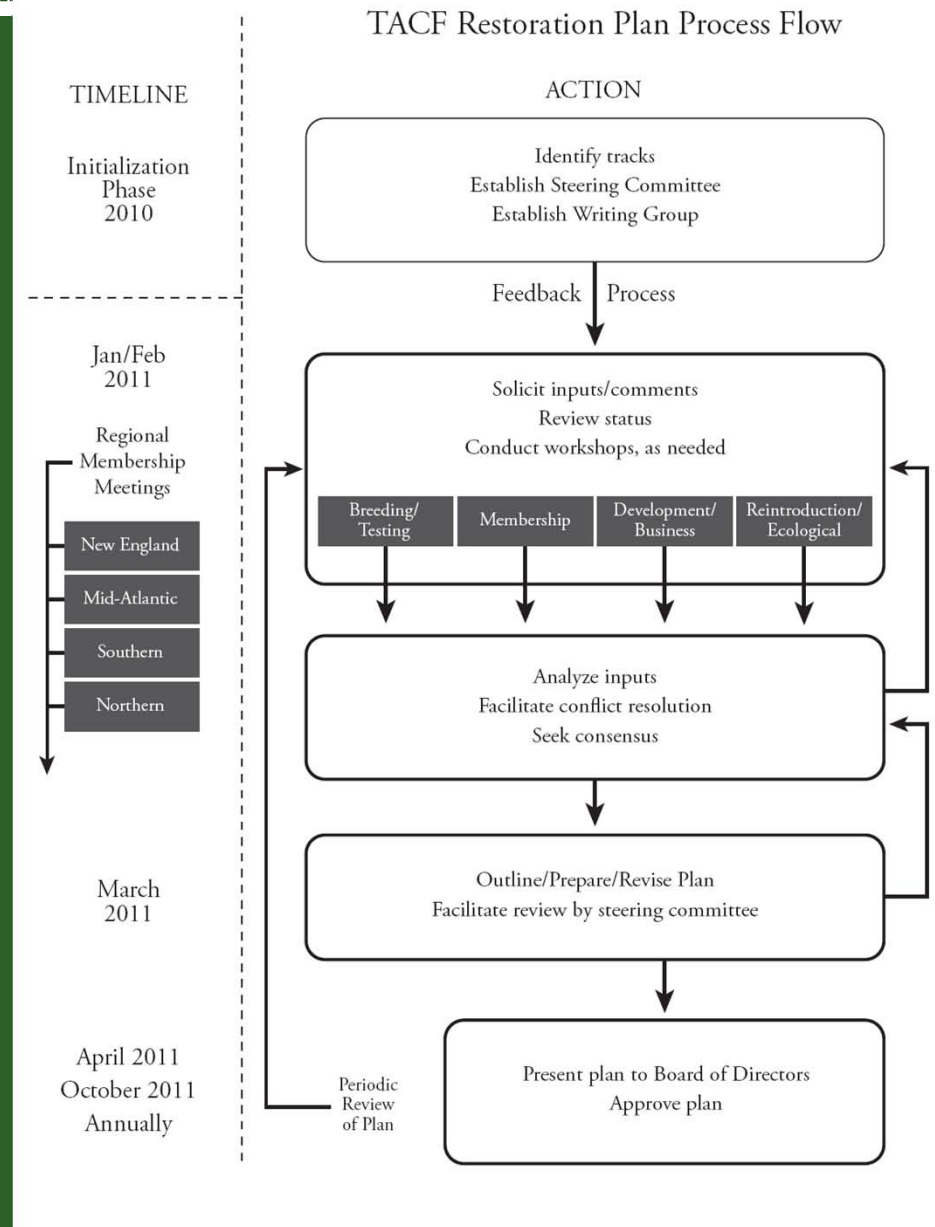 TACF Restoration Plan Process Flow
TIMELINE
ACTION
Initialization
Phase
2010
Identify tracks
Establish Steering Committee
Establish Writing Group
Feedback Process
Jan/Feb
2011
Regional
Membership
Meetings
New England
Mid-Atlantic
Southern
Northern
Solicit inputs/comments
Review status
Conduct workshops, as needed
Breeding/
Testing
Membership
Development/
Business
Reintroduction/
Ecological
Analyze inputs
Facilitate conflict resolution
Seek consensus
March
2011
Outline/Prepare/Revise Plan
Facilitate review by steering committee
April 2011
October 2011
Annually
Periodic
Review
of Plan
Present plan to Board of Directors
Approve plan